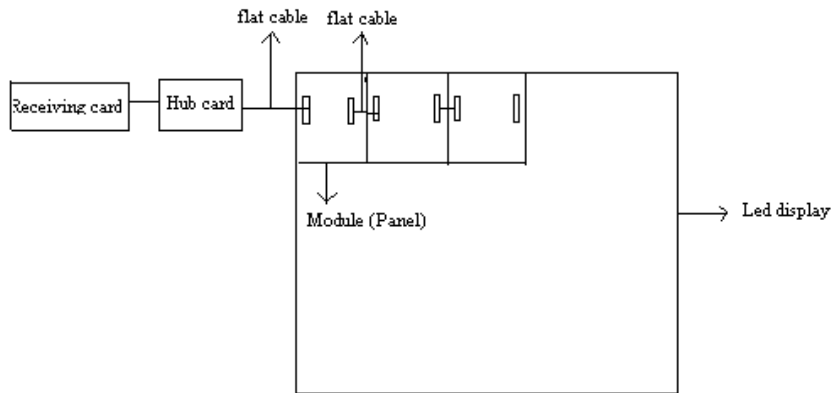 flat cable
flat cable
Receiving card
Hub card
Module (Panel)
Led display